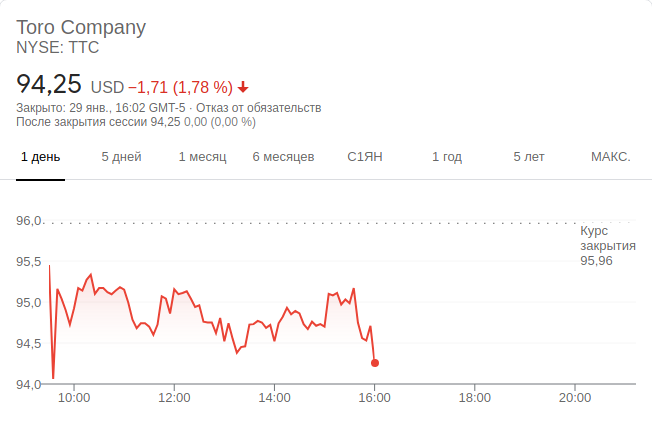 Toro Company
NYSE: TTC
94,25 USD −1,71 (1,78 %)
Закрыто: 29 янв., 16:02 GMT-5 · Отказ от обязательств
После закрытия сессии 94,25 0,00 (0,00 %)
1 день 5 дней 1 месяц 6 месяцев С1ЯН 1 год 5 лет МАКС.
96,0
Курс
закрытия
95,96
95,5
95,0
94,5
94,0
10:00 12:00 14:00 16:00 18:00 20:00